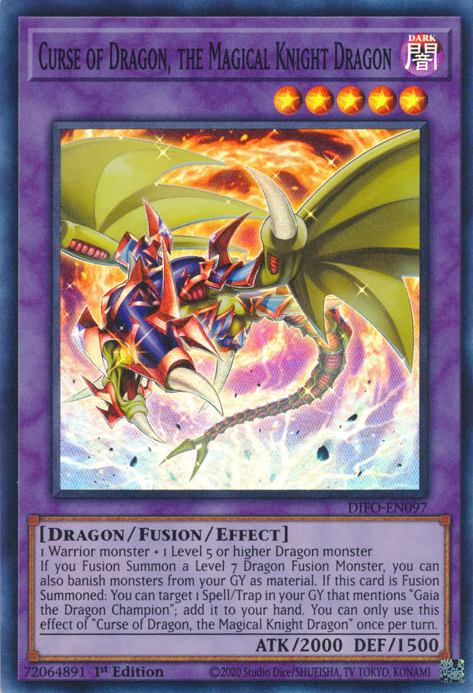 CURSE OF DRAGON, THE MAGICAL KNIGHT DRAGON
DARK
闇
DIFO-EN097
[DRAGON/FUSION/EFFECT]
1 Warrior monster + 1 Level 5 or higher Dragon monster
If you Fusion Summon a Level 7 Dragon Fusion Monster, you can
also banish monsters from your GY as material. If this card is Fusion
Summoned: You can target 1 Spell/Trap in your GY that mentions "Gaia
the Dragon Champion"; add it to your hand. You can only use this
effect of "Curse of Dragon, the Magical Knight Dragon" once per turn.
ATK/2000 DEF/1500
72064891 1st Edition ©2020 Studio Dice/SHUEISHA, TV TOKYO, KONAMI